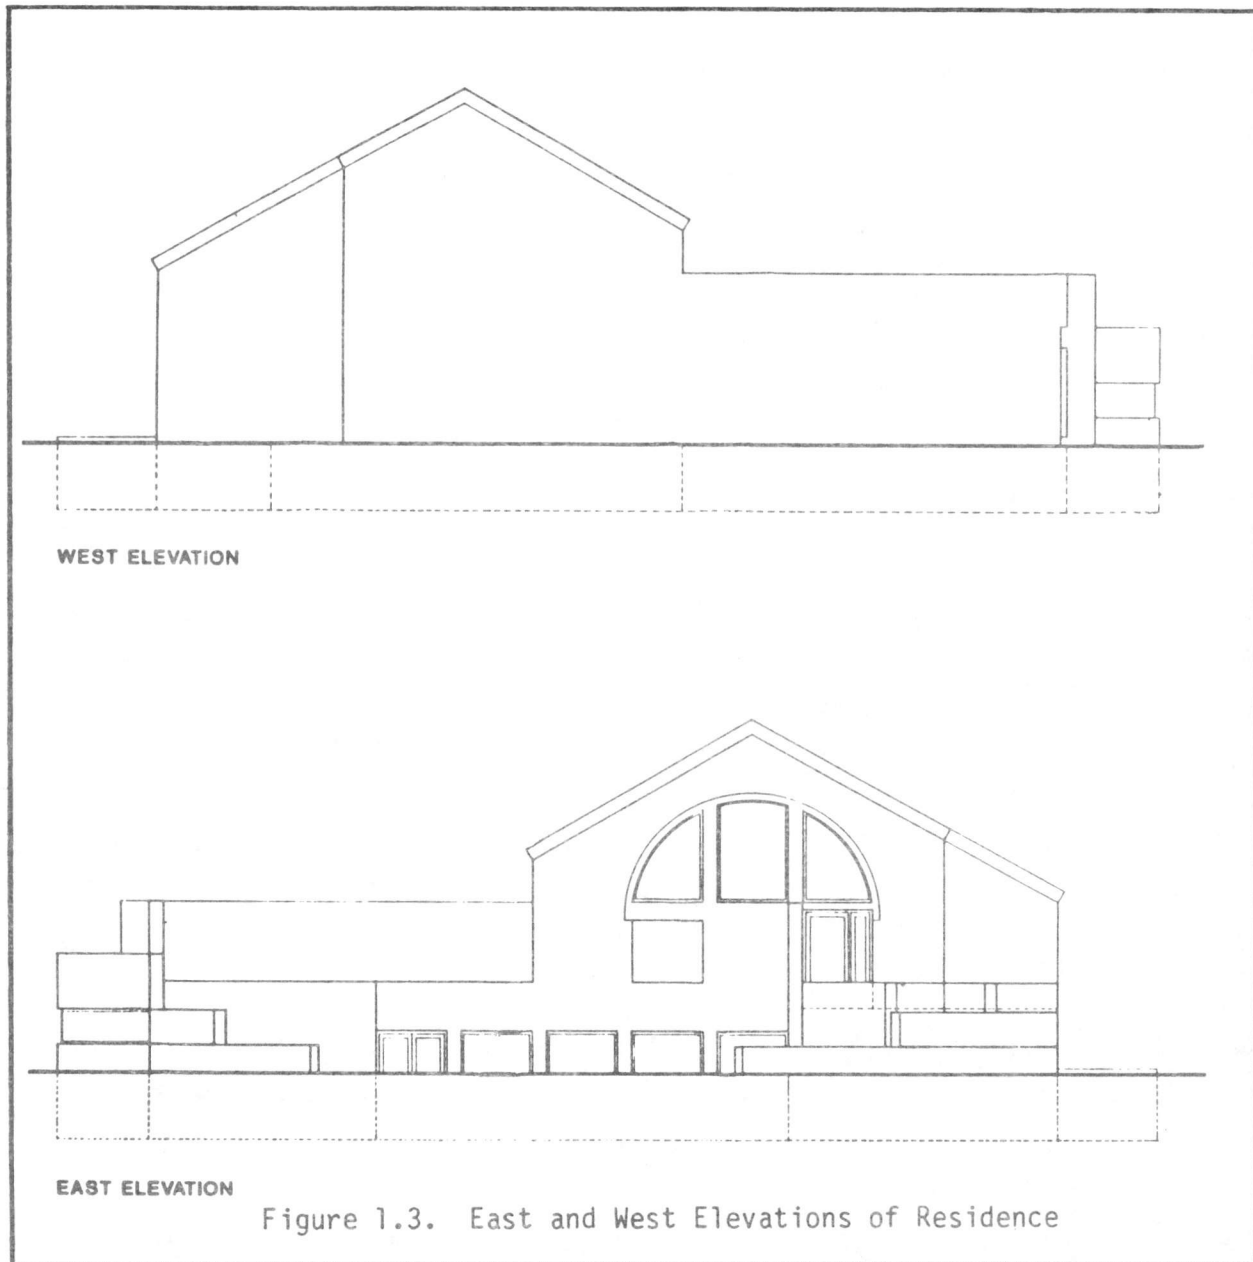 WEST ELEVATION
EAST ELEVATION
Figure 1.3. East and West Elevations of Residence